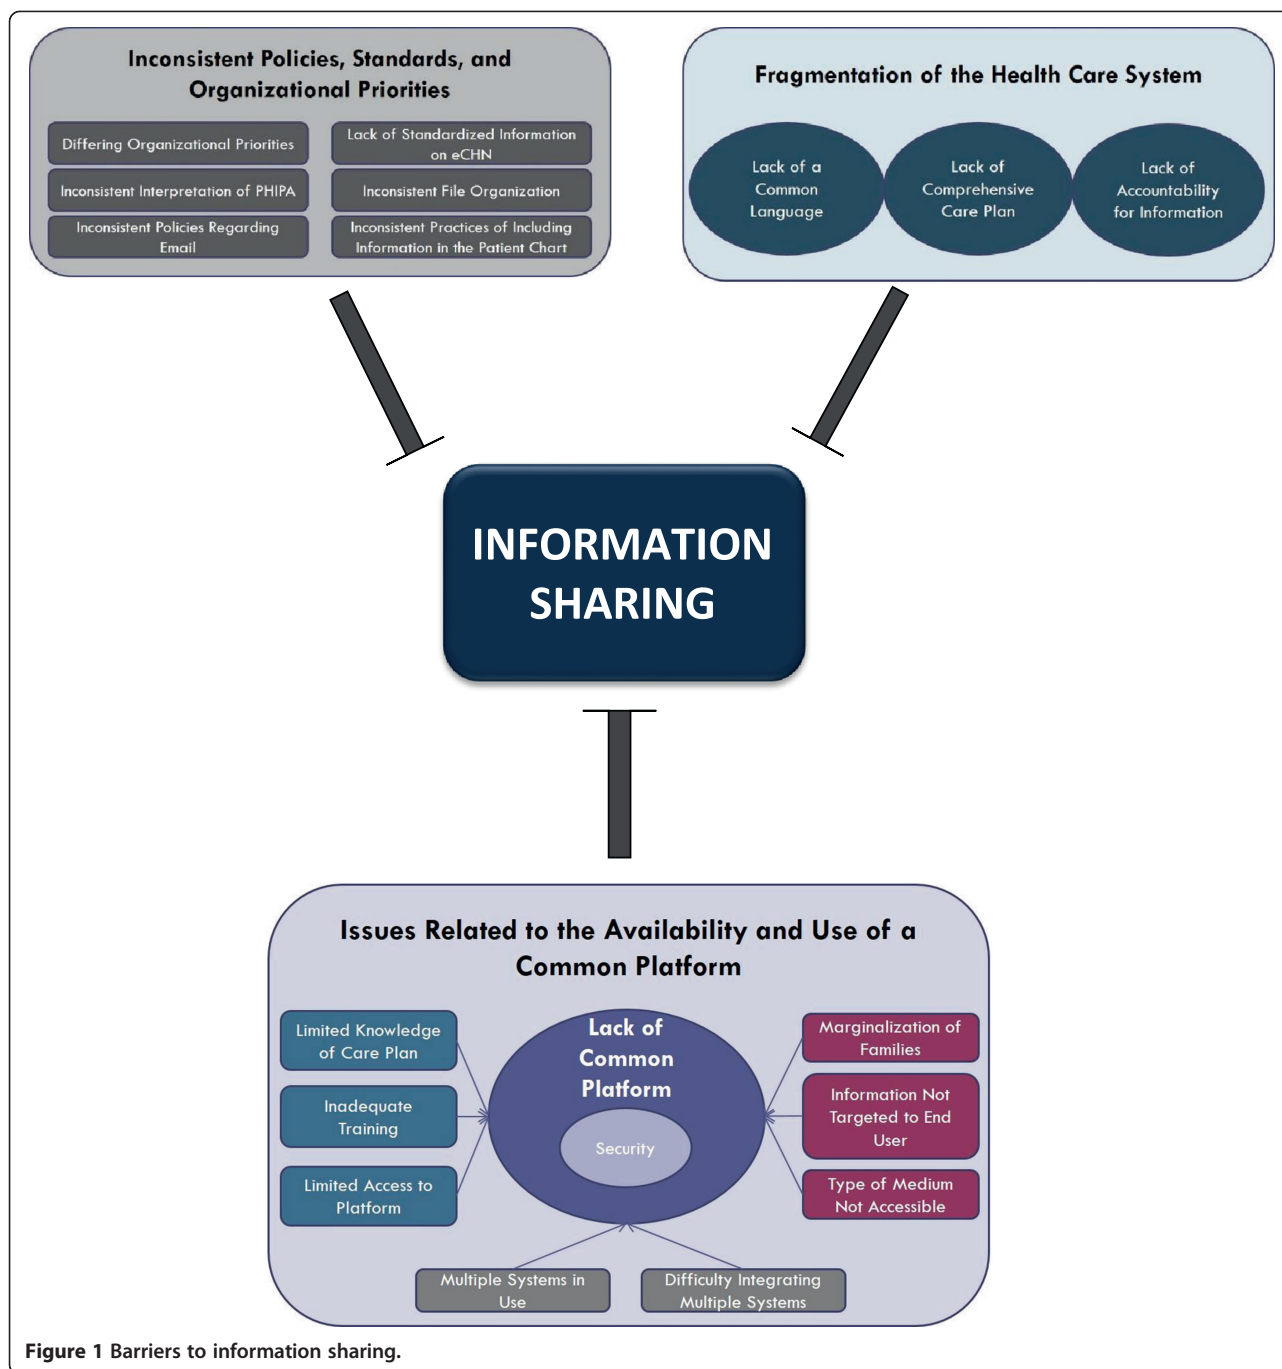 Inconsistent Policies, Standards, and
Organizational Priorities
Differing Organizational Priorities
Lack of Standardized Information
on eCHN
Inconsistent Interpretation of PHIPA
Inconsistent File Organization
Inconsistent Policies Regarding
Email
Inconsistent Practices of Including
Information in the Patient Chart
Fragmentation of the Health Care System
Lack of a
Common
Language
Lack of
Comprehensive
Care Plan
Lack of
Accountability
for Information
INFORMATION
SHARING
Issues Related to the Availability and Use of a
Common Platform
Limited Knowledge
of Care Plan
Inadequate
Training
Limited Access to
Platform
Lack of
Common
Platform
Security
Marginalization of
Families
Information Not
Targeted to End
User
Type of Medium
Not Accessible
Multiple Systems in
Use
Difficulty Integrating
Multiple Systems
Figure 1 Barriers to information sharing.